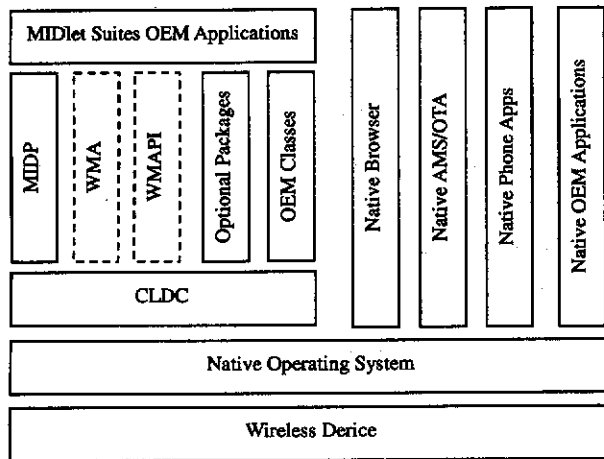 MIDlet Suites OEM Applications
MIDP
WMA
WMAPI
Optional Packages
OEM Classes
Native Browser
Native AMS/OTA
Native Phone Apps
Native OEM Applications
CLDC
Native Operating System
Wireless Derice